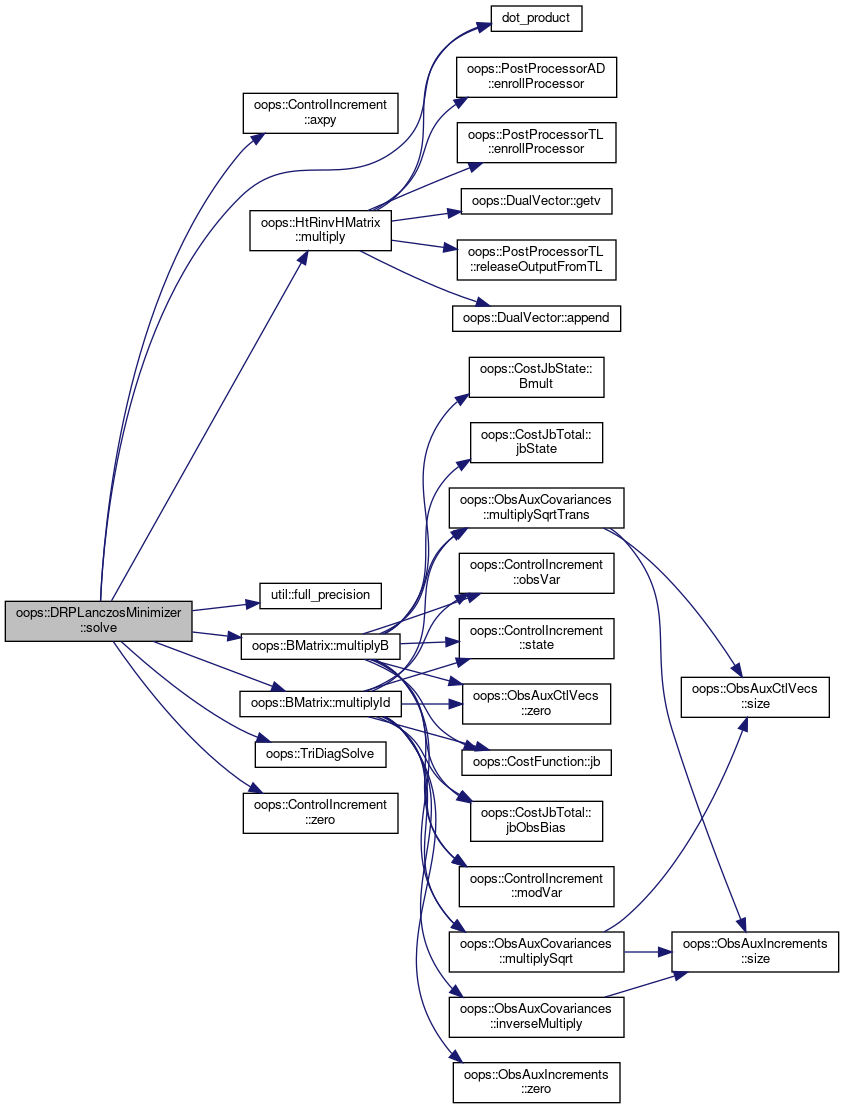 dot_product
oops::PostProcessorAD
::enrollProcessor
oops::ControlIncrement
::axpy
oops::PostProcessorTL
::enrollProcessor
oops::DualVector::getv
oops::HtRinvHMatrix
::multiply
oops::PostProcessorTL
::releaseOutputFromTL
oops::DualVector::append
oops::CostJbState::
Bmult
oops::CostJbTotal::
jbState
oops::ObsAuxCovariances
::multiplySqrtTrans
oops::ControlIncrement
::obsVar
util::full_precision
oops::DRPLanczosMinimizer
::solve
oops::BMatrix::multiplyB
oops::ControlIncrement
::state
oops::BMatrix::multiplyId
oops::ObsAuxCtlVecs
::zero
oops::ObsAuxCtlVecs
::size
oops::TriDiagSolve
oops::CostFunction::jb
oops::ControlIncrement
::zero
oops::CostJbTotal::
jbObsBias
oops::ControlIncrement
::modVar
oops::ObsAuxCovariances
::multiplySqrt
oops::ObsAuxIncrements
::size
oops::ObsAuxCovariances
::inverseMultiply
oops::ObsAuxIncrements
::zero